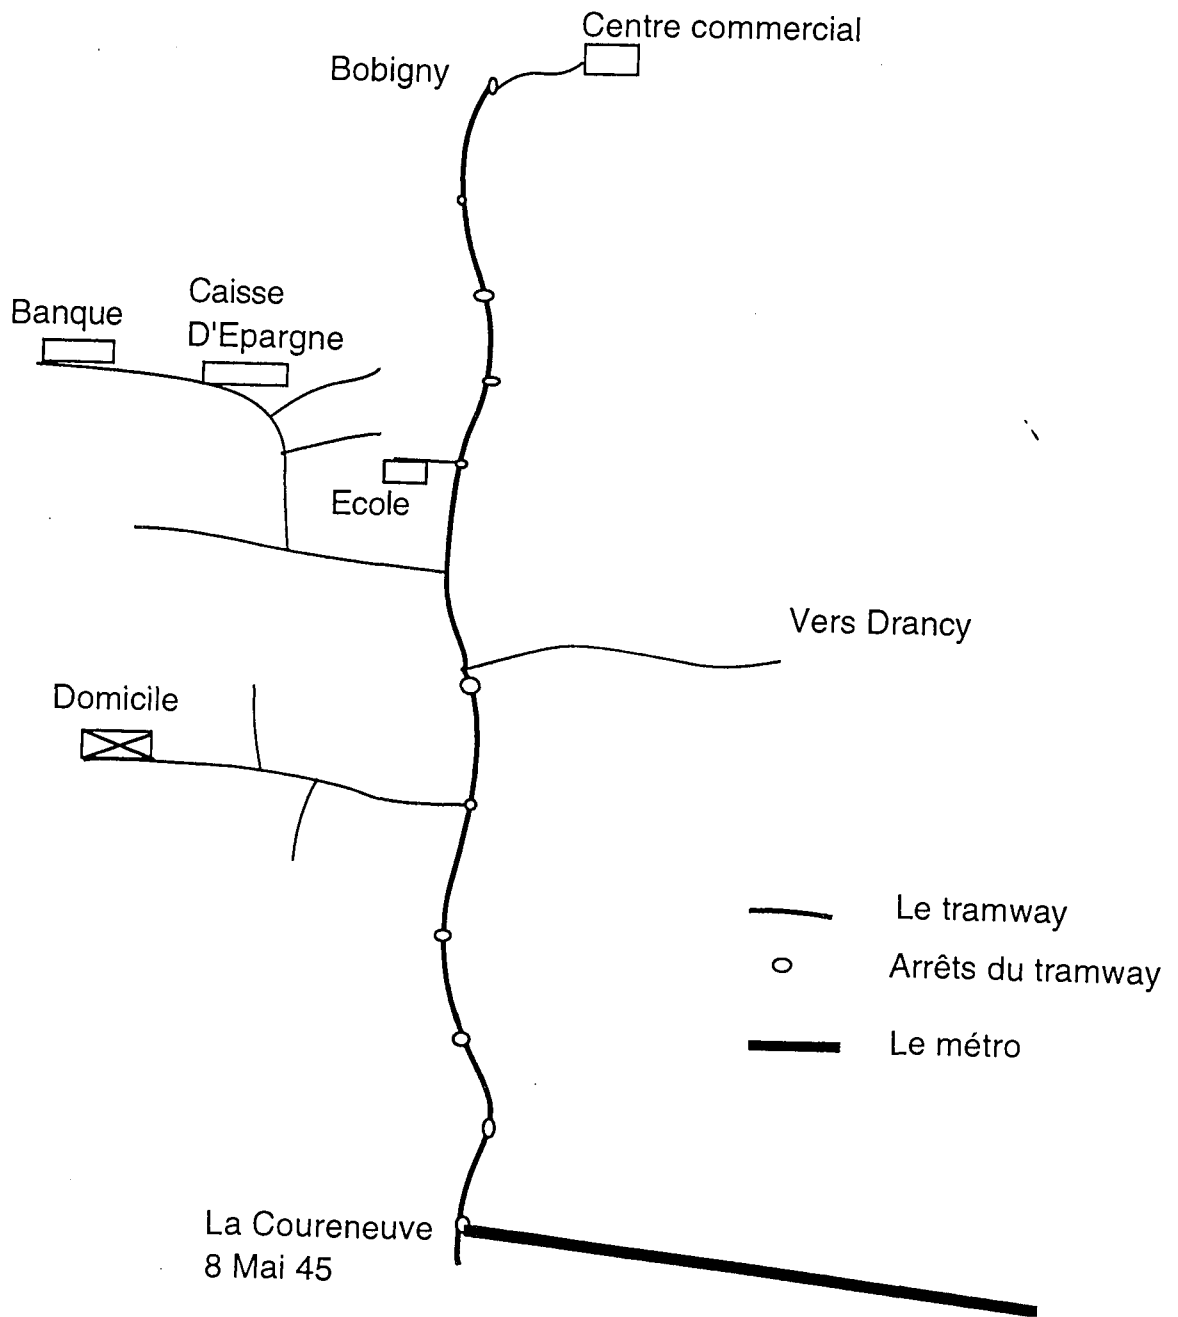 Centre commercial
Bobigny
Caisse
D'Epargne
Banque
Ecole
Vers Drancy
Domicile
Le tramway
Arrêts du tramway
Le métro
La Coureneuve
8 Mai 45